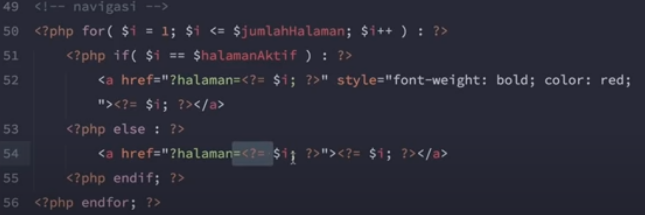 49 <!-- navigasi -->
50 <?php for( $i = 1; $i <= $jumlahHalaman; $i++ ) : ?>
51 <?php if( $i == $halamanAktif ) : ?>
52 <a href="?halaman=<?= $i; ?>" style="font-weight: bold; color: red;
"><?= $i; ?></a>
53 <?php else : ?>
54 <a href="?halaman=<?= $i; ?>"><?= $i; ?></a>
55 <?php endif; ?>
56 <?php endfor; ?>